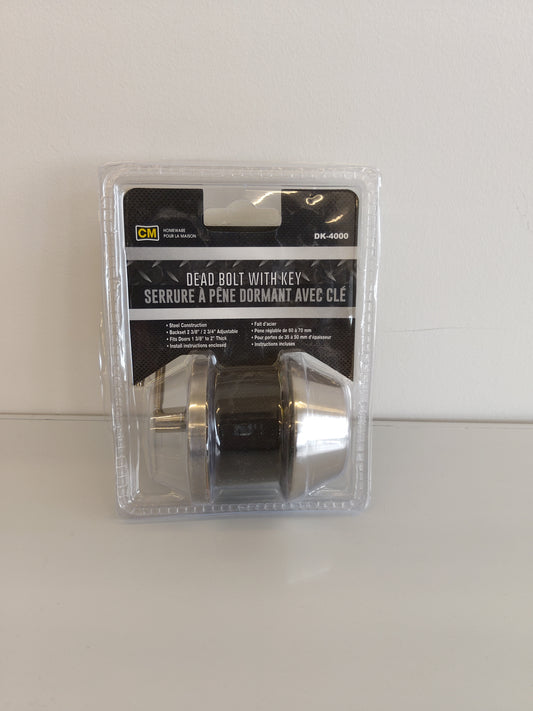 CM
HOMEWARE
POUR LA MAISON
DK-4000
DEAD BOLT WITH KEY
SERRURE À PÊNE DORMANT AVEC CLÉ
• Steel Construction
• Backset 2 3/8" / 2 3/4" Adjustable
• Fits Doors 1 3/8" to 2" Thick
• Install instructions enclosed
• Fait d'acier
• Pêne réglable de 60 à 70 mm
• Pour portes de 30 à 50 mm d'épaisseur
• Instructions incluses